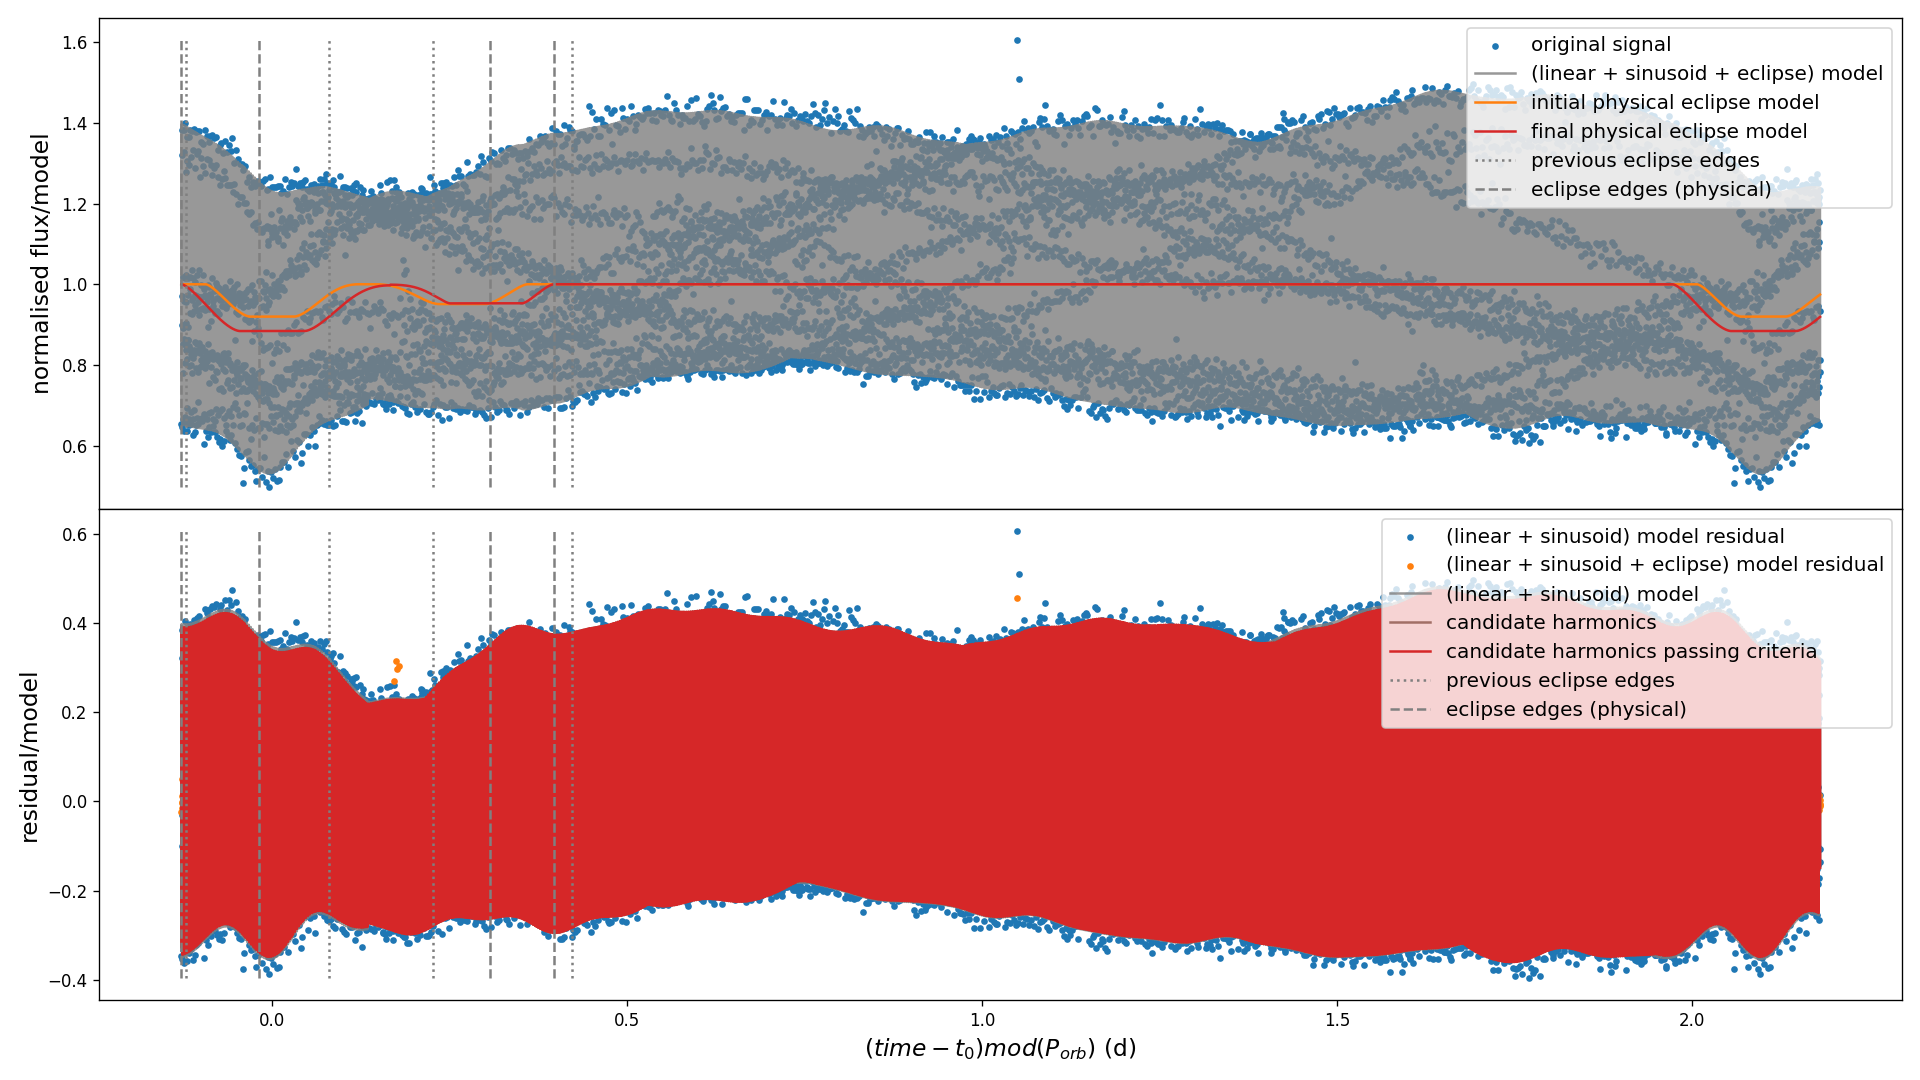 1.6
1.4
1.2
1.0
0.8
0.6
normalised flux/model
original signal
(linear + sinusoid + eclipse) model
initial physical eclipse model
final physical eclipse model
previous eclipse edges
eclipse edges (physical)
0.6
0.4
0.2
0.0
−0.2
−0.4
residual/model
(linear + sinusoid) model residual
(linear + sinusoid + eclipse) model residual
(linear + sinusoid) model
candidate harmonics
candidate harmonics passing criteria
previous eclipse edges
eclipse edges (physical)
0.0 0.5 1.0 1.5 2.0
(time − t₀)mod(P_orb) (d)